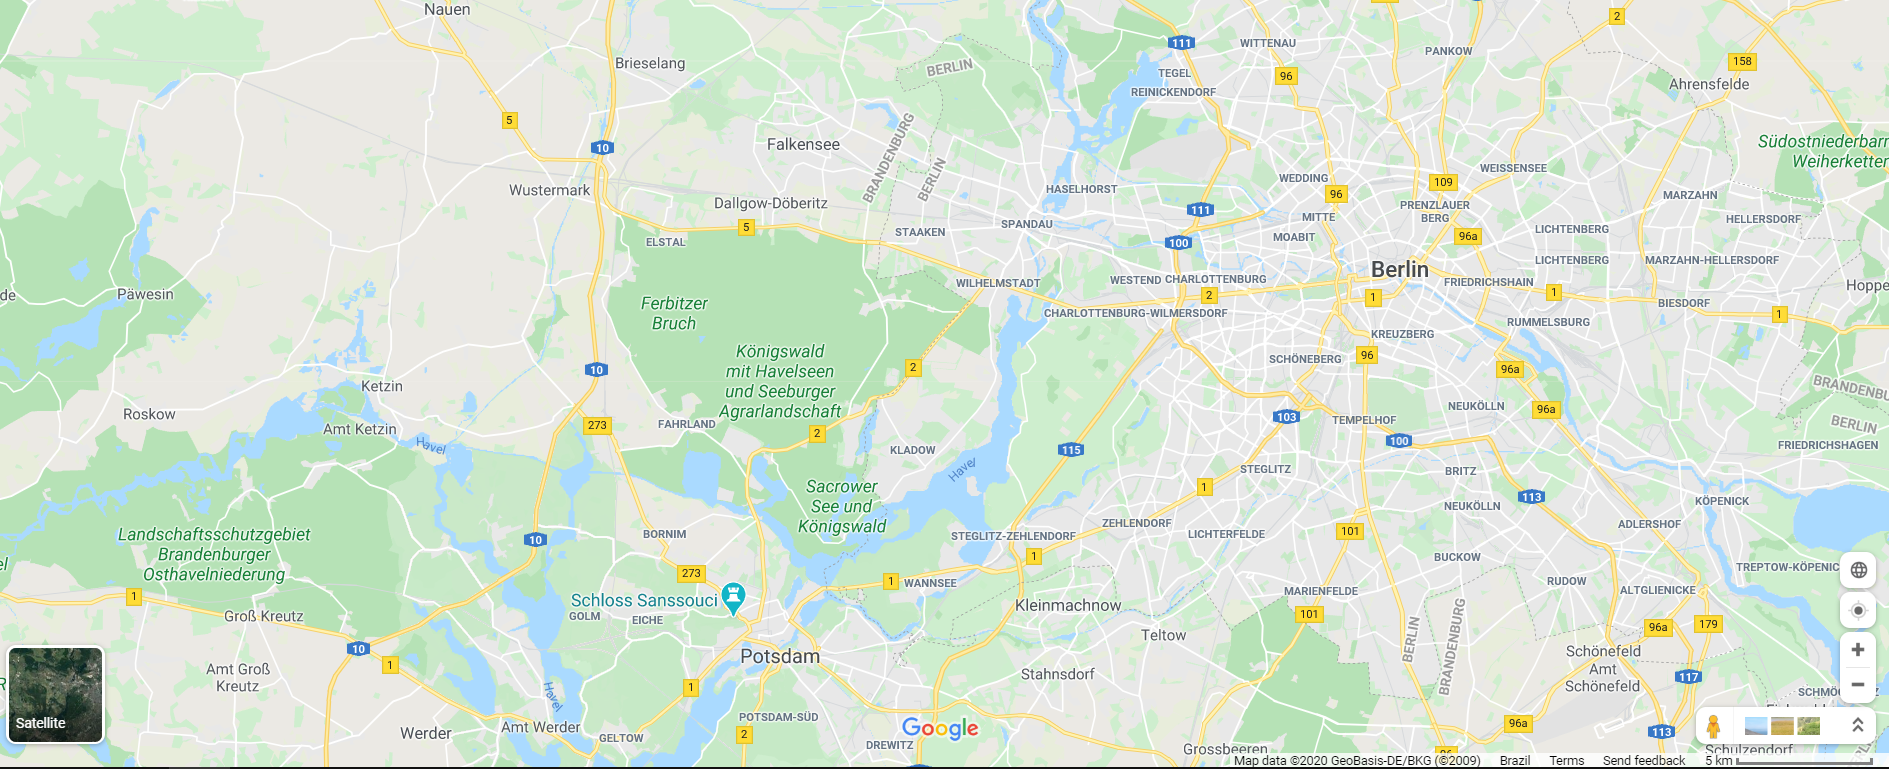 Nauen
2
111
WITTENAU
PANKOW
Brieselang
BERLIN
158
TEGEL
96
Ahrensfelde
REINICKENDORF
5
10
Falkensee
BRANDENBURG
Südostniederbarr
Weiherketter
WEISSENSEE
BERLIN
WEDDING
109
Wustermark
HASELHORST
96
MARZAHN
Dallgow-Döberitz
111
PRENZLAUER
BERG
MITTE
HELLERSDORF
5
SPANDAU
STAAKEN
LICHTENBERG
ELSTAL
100
MOABIT
96a
LICHTENBERG
MARZAHN-HELLERSDORF
Berlin
WILHELMSTADT
WESTEND
CHARLOTTENBURG
FRIEDRICHSHAIN
Hoppe
de
Päwesin
2
1
1
Ferbitzer
Bruch
BIESDORF
CHARLOTTENBURG-WILMERSDORF
1
RUMMELSBURG
KREUZBERG
Königswald
mit Havelseen
und Seeburger
Agrarlandschaft
SCHÖNEBERG
96
10
2
96a
Ketzin
BRANDENBU
Roskow
NEUKÖLLN
96a
103
TEMPELHOF
BERLIN
Amt Ketzin
273
FAHRLAND
2
100
FRIEDRICHSHAGEN
Havel
KLADOW
115
Havel
STEGLITZ
BRITZ
Sacrower
See und
Königswald
1
113
NEUKÖLLN
KÖPENICK
Landschaftsschutzgebiet
Brandenburger
Osthavelniederung
10
BORNIM
STEGLITZ-ZEHLENDORF
ZEHLENDORF
LICHTERFELDE
101
ADLERSHOF
el
1
BUCKOW
TREPTOW-KÖPENIC
273
1
WANNSEE
RUDOW
1
Schloss Sanssouci
MARIENFELDE
ALTGLIENICKE
Groß Kreutz
GOLM
EICHE
Kleinmachnow
101
179
96a
Teltow
BERLIN
BRANDENBURG
10
1
Potsdam
Schönefeld
Amt
Schönefeld
Amt Groß
Kreutz
Stahnsdorf
117
1
Havel
R
SCHMÖ
Satellite
Amt Werder
POTSDAM-SÜD
Google
96a
Werder
GELTOW
2
DREWITZ
113
Grossbeeren
96
Schulzendorf
Map data ©2020 GeoBasis-DE/BKG (©2009)
Brazil
Terms
Send feedback
5 km